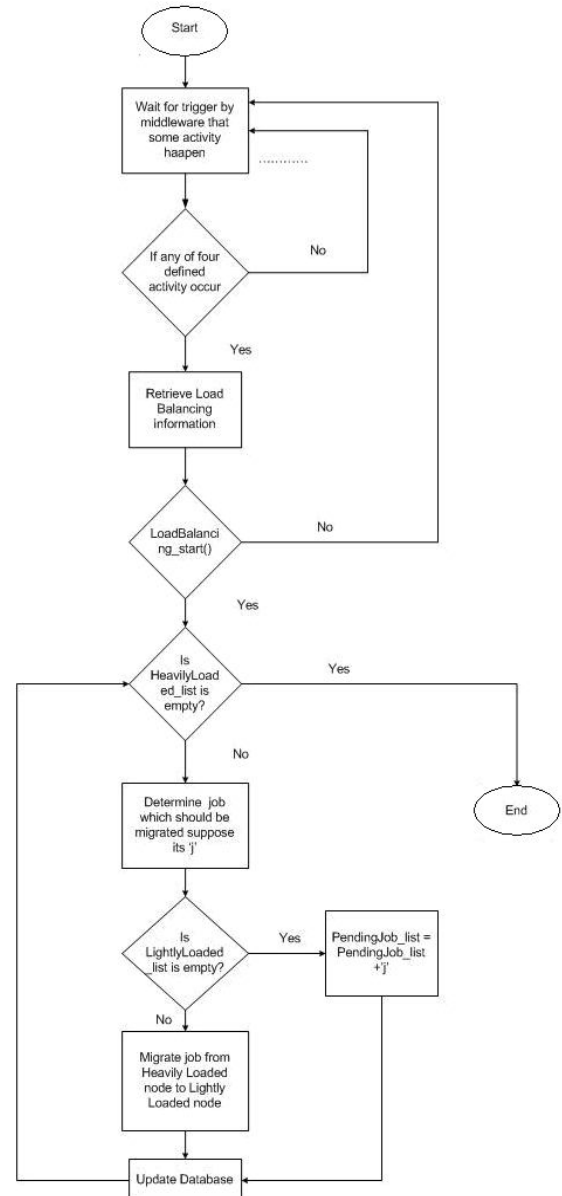 Start
Wait for trigger by
middleware that
some activity
haapen
............
If any of four
defined
activity occur
No
Yes
Retrieve Load
Balancing
information
LoadBalanci
ng_start()
No
Yes
Is
HeavilyLoad
ed_list is
empty?
Yes
No
End
Determine job
which should be
migrated suppose
its 'j'
Is
LightlyLoaded
_list is empty?
Yes
PendingJob_list =
PendingJob_list
+'j'
No
Migrate job from
Heavily Loaded
node to Lightly
Loaded node
Update Database